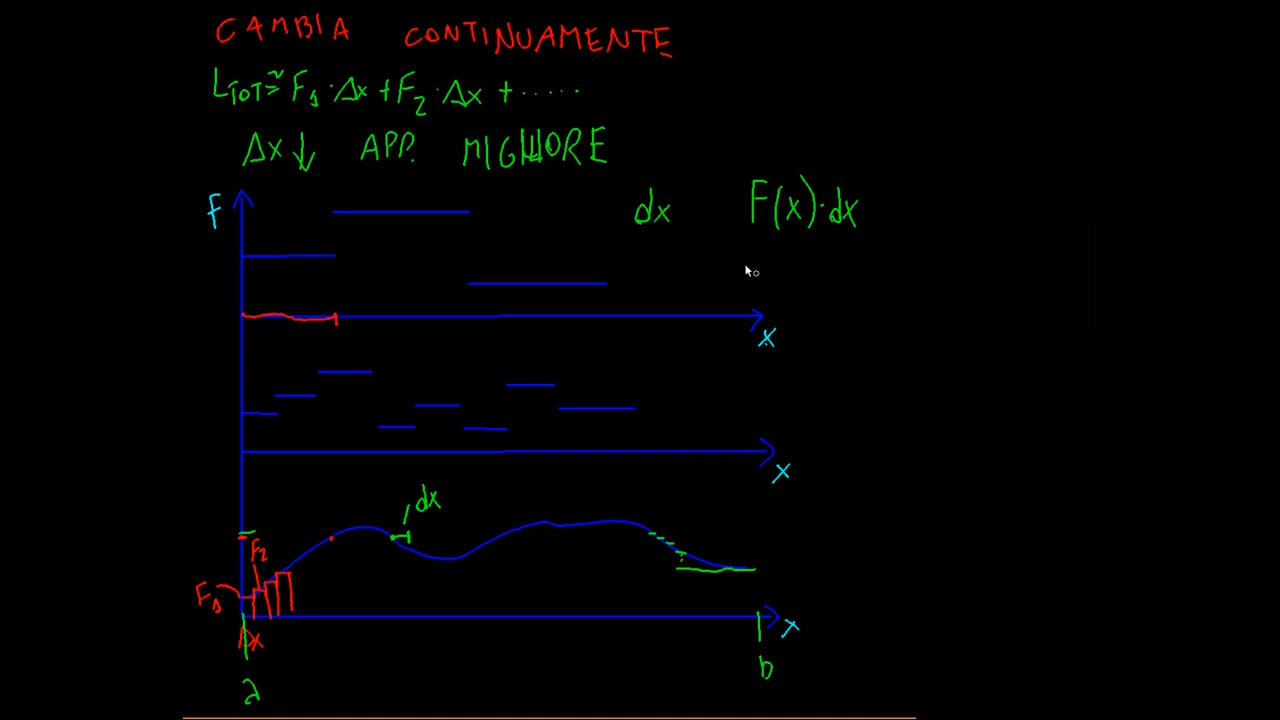 CAMBIA CONTINUAMENTE
LTOT ≃ F1 · Δx + F2 · Δx + .....
Δx ↓ APP. MIGLIORE
F
dx F(x)·dx
x
x
dx
F2
F1
Δx
x
a
b